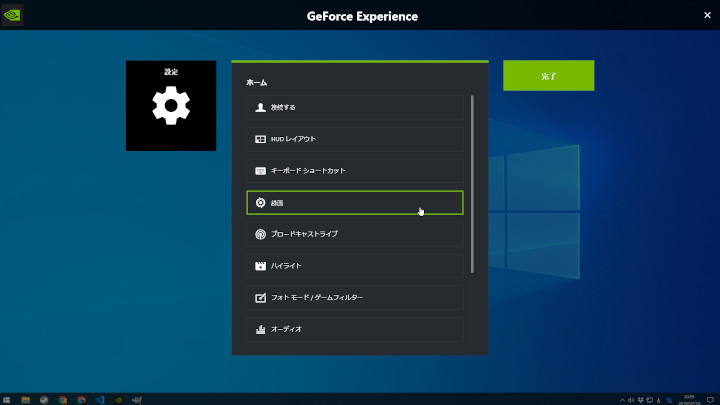 GeForce Experience
設定
完了
ホーム
接続する
HUD レイアウト
キーボード ショートカット
録画
ブロードキャストライブ
ハイライト
フォト モード / ゲームフィルター
オーディオ